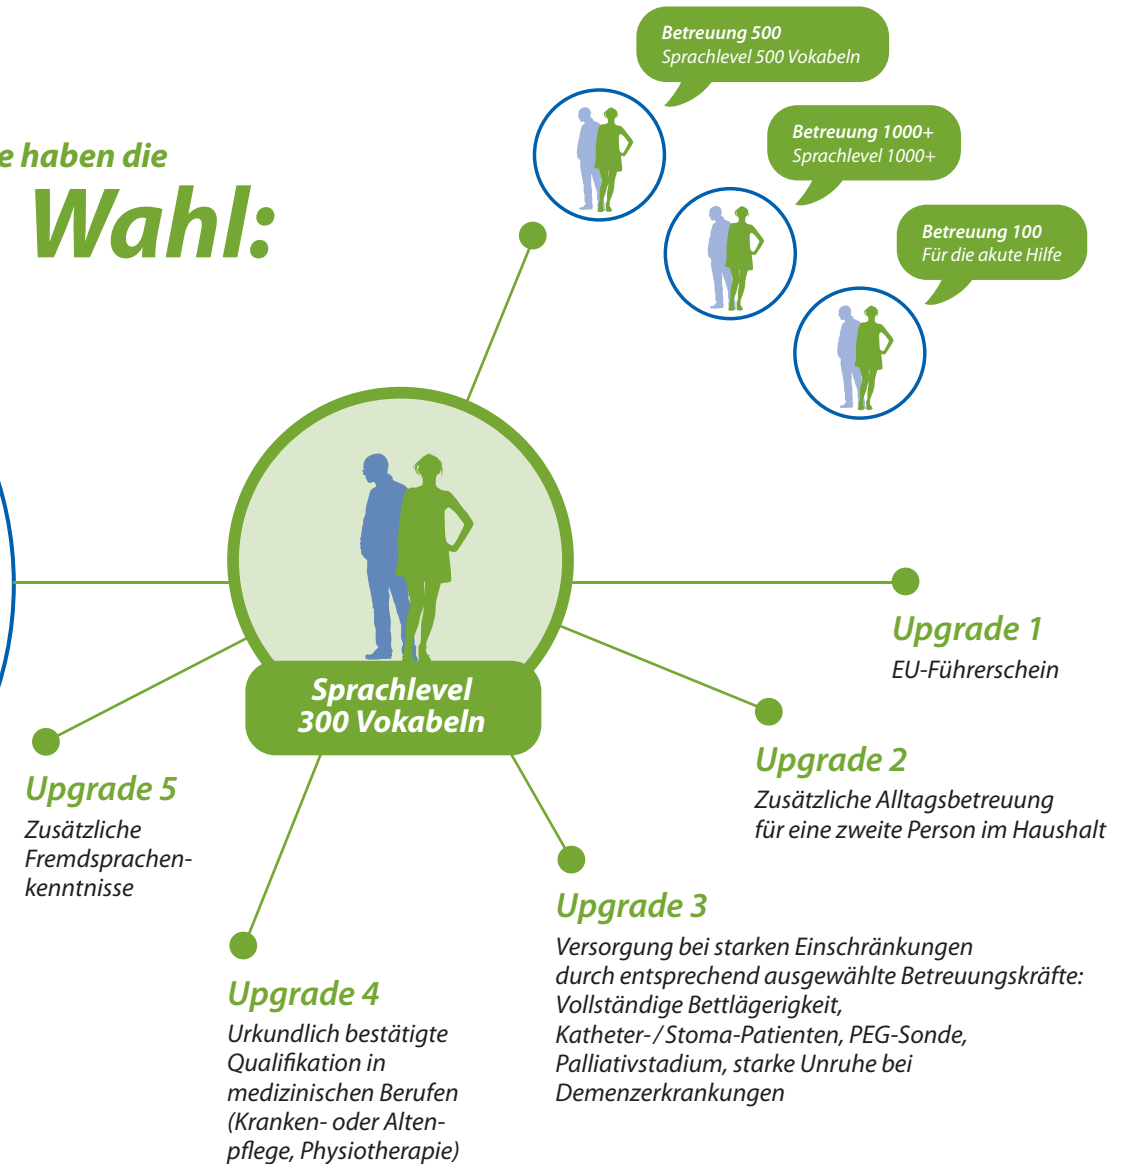 e haben die
Wahl:
Betreuung 500
Sprachlevel 500 Vokabeln
Betreuung 1000+
Sprachlevel 1000+
Betreuung 100
Für die akute Hilfe
Sprachlevel
300 Vokabeln
Upgrade 1
EU-Führerschein
Upgrade 2
Zusätzliche Alltagsbetreuung
für eine zweite Person im Haushalt
Upgrade 3
Versorgung bei starken Einschränkungen
durch entsprechend ausgewählte Betreuungskräfte:
Vollständige Bettlägerigkeit,
Katheter-/Stoma-Patienten, PEG-Sonde,
Palliativstadium, starke Unruhe bei
Demenzerkrankungen
Upgrade 4
Urkundlich bestätigte
Qualifikation in
medizinischen Berufen
(Kranken- oder Alten-
pflege, Physiotherapie)
Upgrade 5
Zusätzliche
Fremdsprachen-
kenntnisse